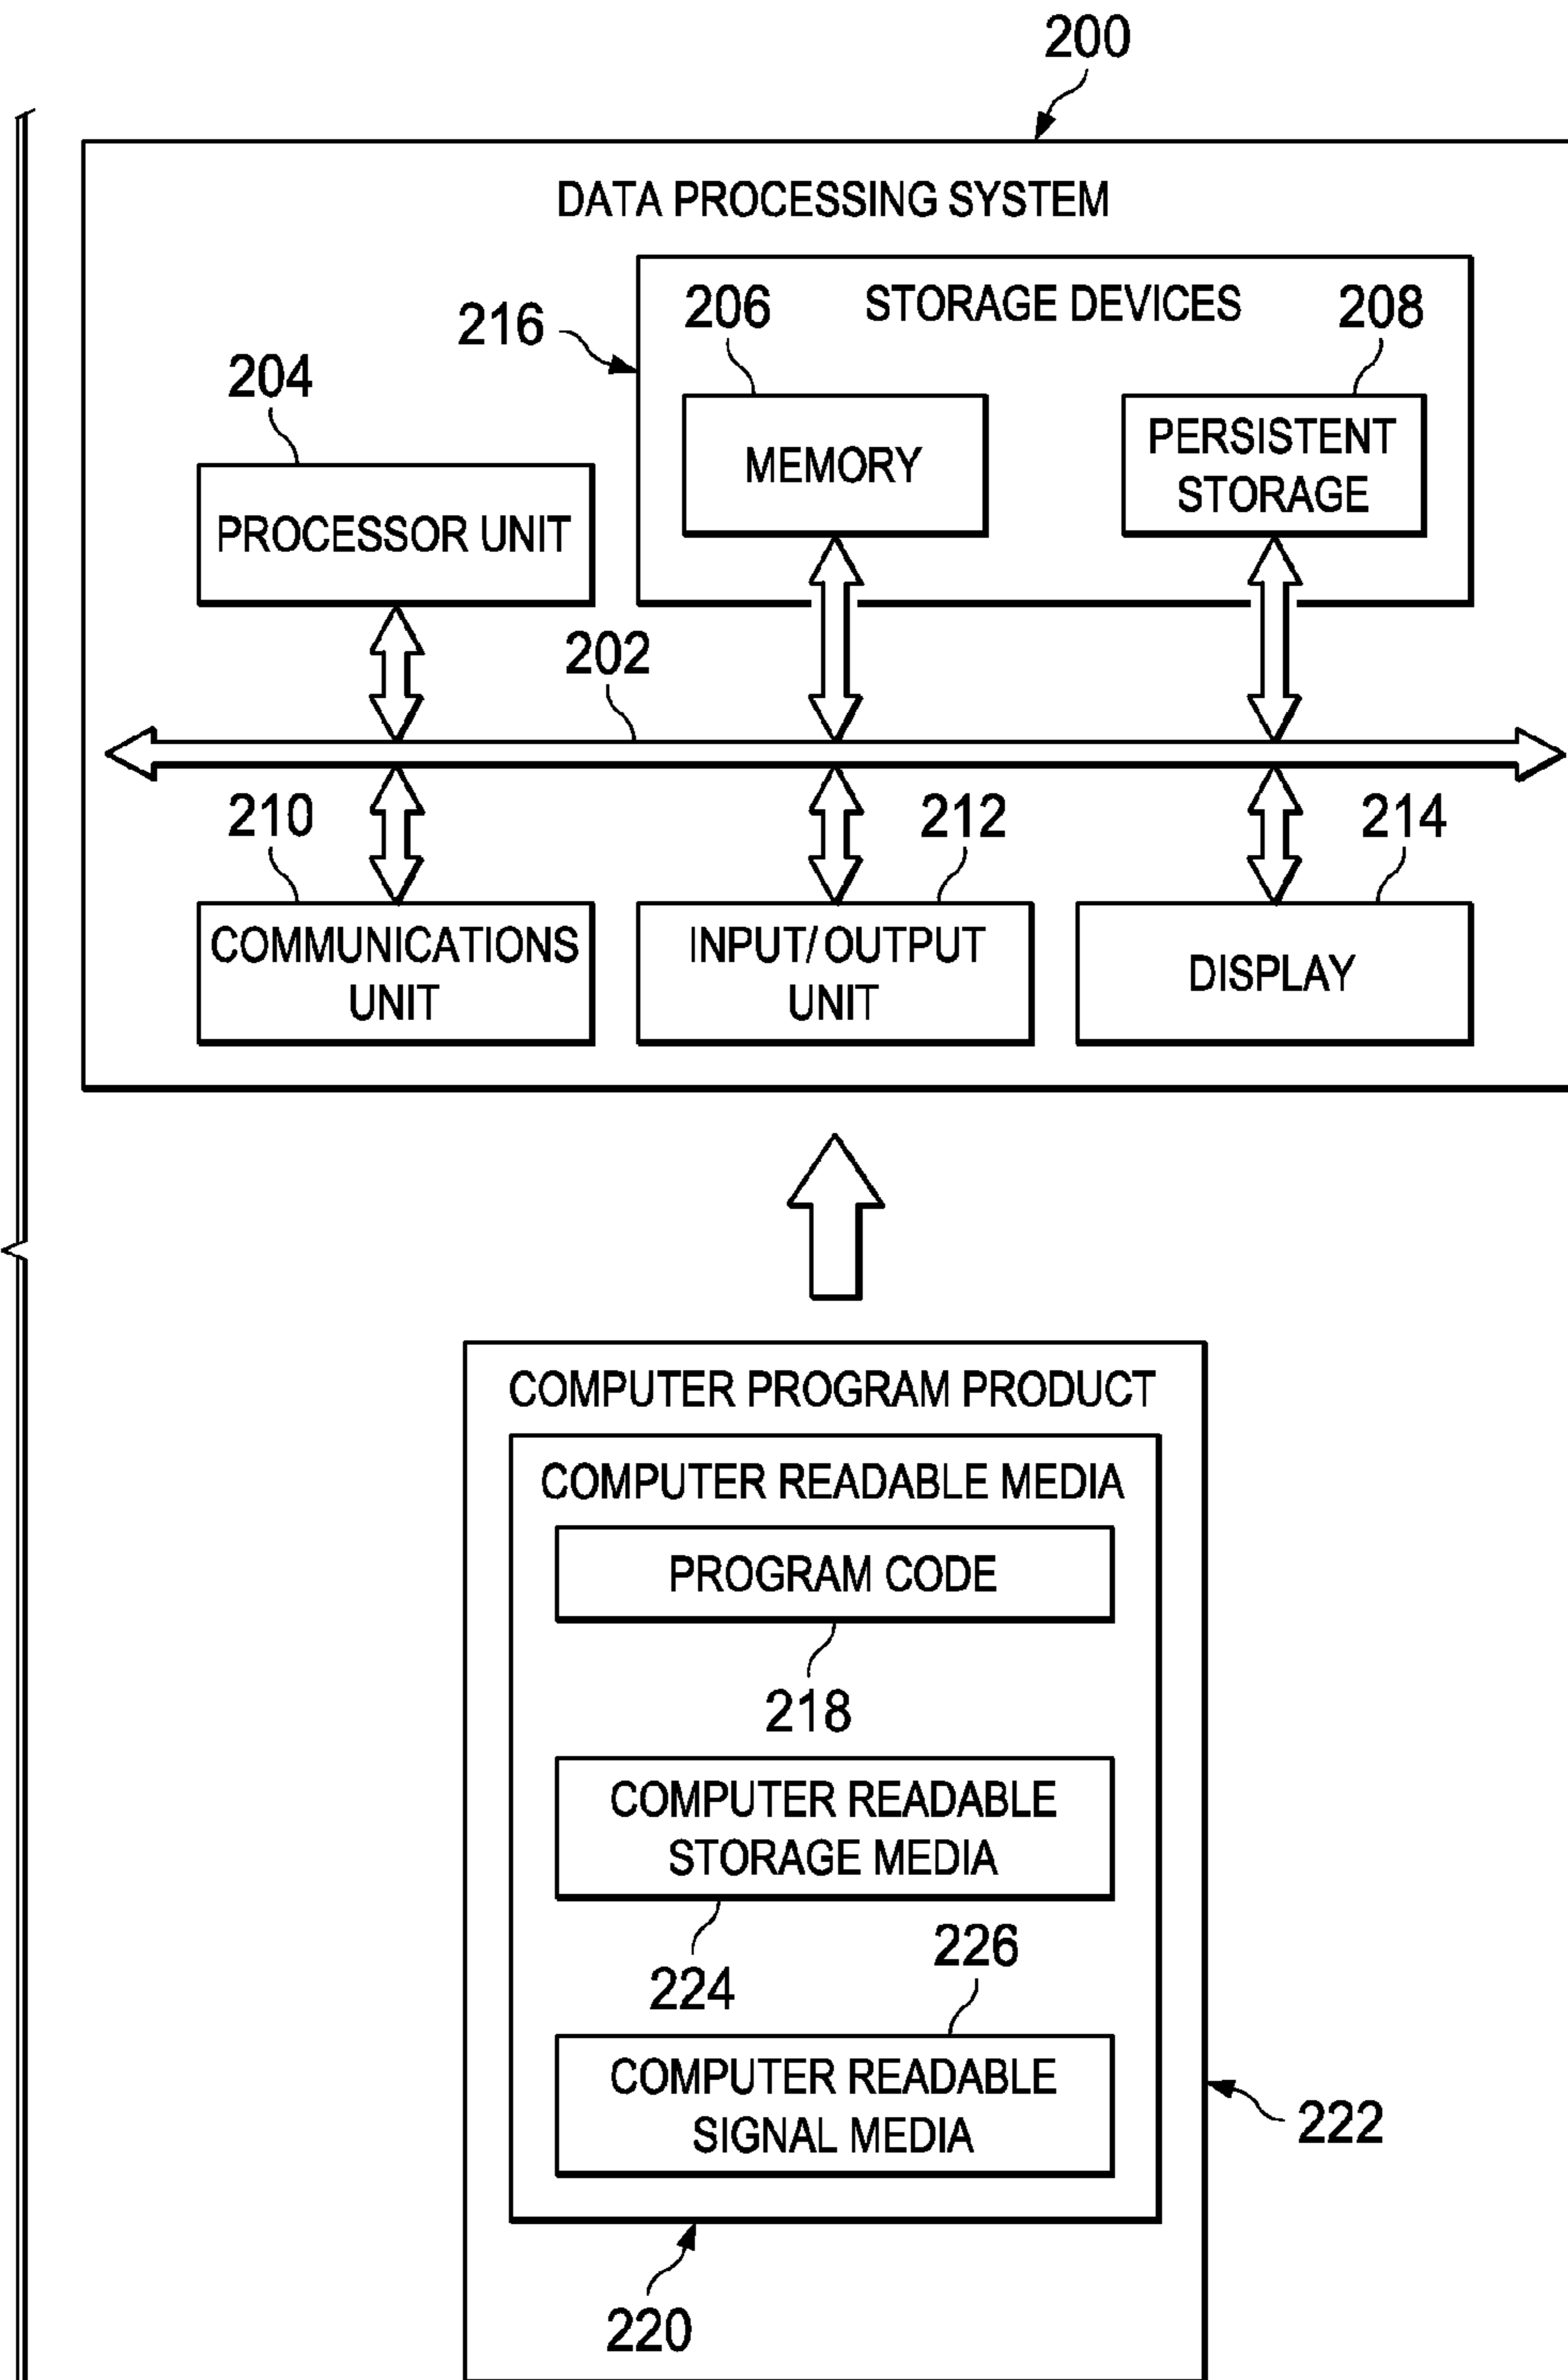 200
DATA PROCESSING SYSTEM
216
206
STORAGE DEVICES
208
204
MEMORY
PERSISTENT
STORAGE
PROCESSOR UNIT
202
210
212
214
COMMUNICATIONS
UNIT
INPUT/OUTPUT
UNIT
DISPLAY
COMPUTER PROGRAM PRODUCT
COMPUTER READABLE MEDIA
PROGRAM CODE
218
COMPUTER READABLE
STORAGE MEDIA
224
226
COMPUTER READABLE
SIGNAL MEDIA
222
220